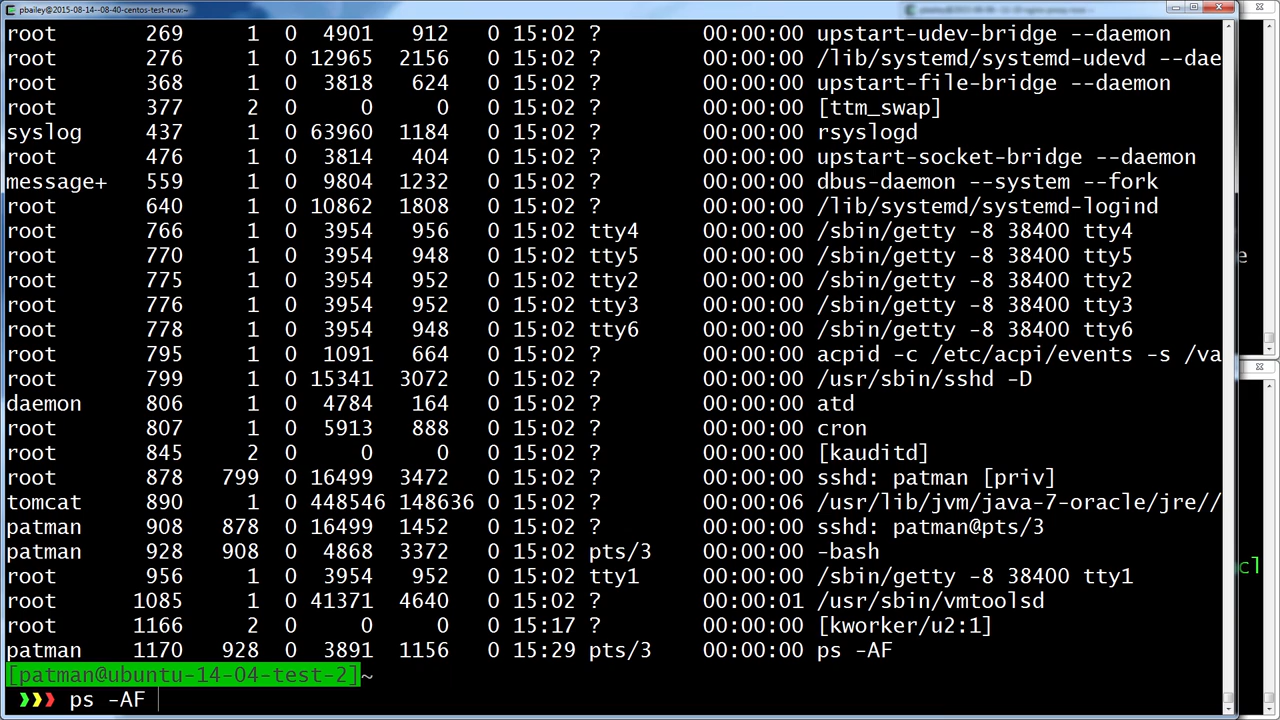 pbailey@2015-08-14--08-40-centos-test-ncw:~
root 269 1 0 4901 912 0 15:02 ? 00:00:00 upstart-udev-bridge --daemon
root 276 1 0 12965 2156 0 15:02 ? 00:00:00 /lib/systemd/systemd-udevd --dae
root 368 1 0 3818 624 0 15:02 ? 00:00:00 upstart-file-bridge --daemon
root 377 2 0 0 0 0 15:02 ? 00:00:00 [ttm_swap]
syslog 437 1 0 63960 1184 0 15:02 ? 00:00:00 rsyslogd
root 476 1 0 3814 404 0 15:02 ? 00:00:00 upstart-socket-bridge --daemon
message+ 559 1 0 9804 1232 0 15:02 ? 00:00:00 dbus-daemon --system --fork
root 640 1 0 10862 1808 0 15:02 ? 00:00:00 /lib/systemd/systemd-logind
root 766 1 0 3954 956 0 15:02 tty4 00:00:00 /sbin/getty -8 38400 tty4
root 770 1 0 3954 948 0 15:02 tty5 00:00:00 /sbin/getty -8 38400 tty5
root 775 1 0 3954 952 0 15:02 tty2 00:00:00 /sbin/getty -8 38400 tty2
root 776 1 0 3954 952 0 15:02 tty3 00:00:00 /sbin/getty -8 38400 tty3
root 778 1 0 3954 948 0 15:02 tty6 00:00:00 /sbin/getty -8 38400 tty6
root 795 1 0 1091 664 0 15:02 ? 00:00:00 acpid -c /etc/acpi/events -s /va
root 799 1 0 15341 3072 0 15:02 ? 00:00:00 /usr/sbin/sshd -D
daemon 806 1 0 4784 164 0 15:02 ? 00:00:00 atd
root 807 1 0 5913 888 0 15:02 ? 00:00:00 cron
root 845 2 0 0 0 0 15:02 ? 00:00:00 [kauditd]
root 878 799 0 16499 3472 0 15:02 ? 00:00:00 sshd: patman [priv]
tomcat 890 1 0 448546 148636 0 15:02 ? 00:00:06 /usr/lib/jvm/java-7-oracle/jre//
patman 908 878 0 16499 1452 0 15:02 ? 00:00:00 sshd: patman@pts/3
patman 928 908 0 4868 3372 0 15:02 pts/3 00:00:00 -bash
root 956 1 0 3954 952 0 15:02 tty1 00:00:00 /sbin/getty -8 38400 tty1
root 1085 1 0 41371 4640 0 15:02 ? 00:00:01 /usr/sbin/vmtoolsd
root 1166 2 0 0 0 0 15:17 ? 00:00:00 [kworker/u2:1]
patman 1170 928 0 3891 1156 0 15:29 pts/3 00:00:00 ps -AF
[patman@ubuntu-14-04-test-2]~
❯❯❯ ps -AF
e
cl